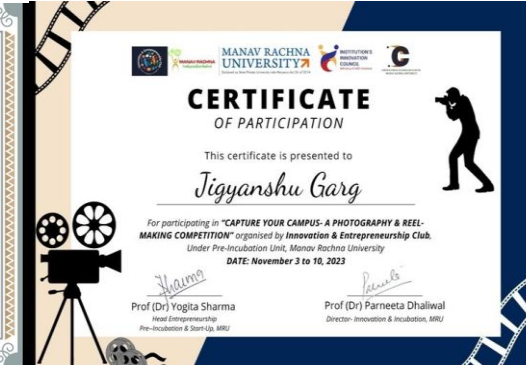 MANAV RACHNA
MANAV RACHNA
UNIVERSITY
INSTITUTION'S
INNOVATION
COUNCIL
CERTIFICATE
OF PARTICIPATION
This certificate is presented to
Jigyanshu Garg
For participating in "CAPTURE YOUR CAMPUS- A PHOTOGRAPHY & REEL-
MAKING COMPETITION" organised by Innovation & Entrepreneurship Club,
Under Pre-Incubation Unit, Manav Rachna University
DATE: November 3 to 10, 2023
Prof (Dr) Yogita Sharma
Head Entrepreneurship
Pre–Incubation & Start-Up, MRU
Prof (Dr) Parneeta Dhaliwal
Director- Innovation & Incubation, MRU